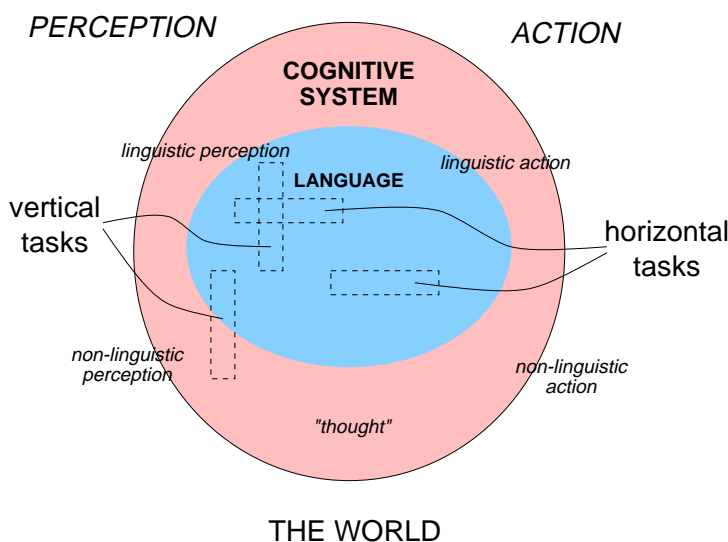 PERCEPTION
ACTION
COGNITIVE
SYSTEM
linguistic perception
linguistic action
LANGUAGE
vertical
tasks
horizontal
tasks
non-linguistic
perception
non-linguistic
action
"thought"
THE WORLD